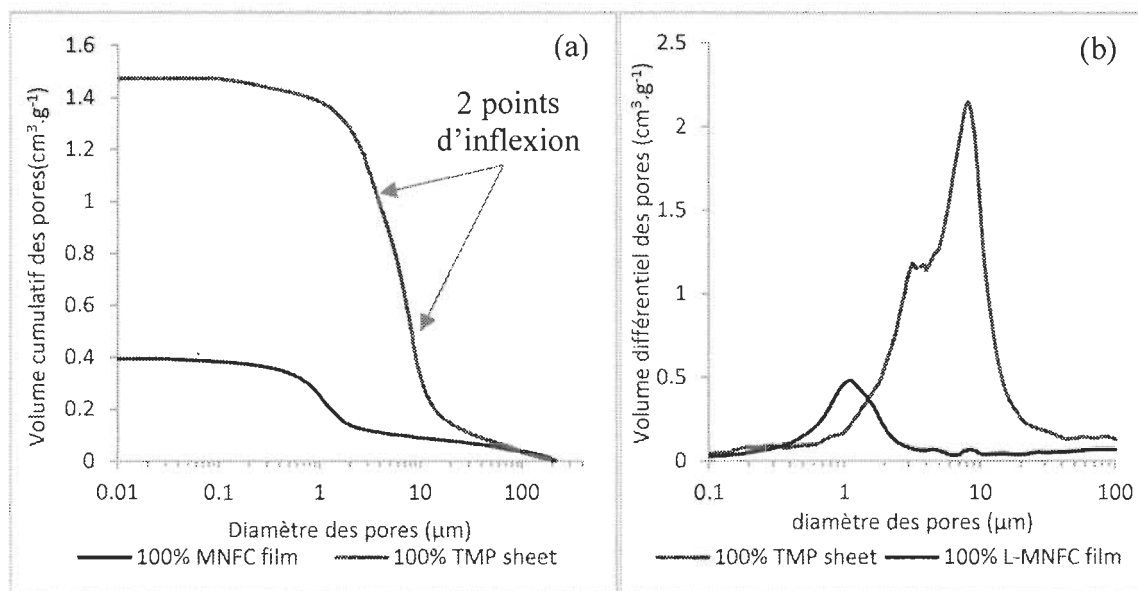 (a)
Volume cumulatif des pores(cm³.g⁻¹)
1.6
1.4
1.2
1
0.8
0.6
0.4
0.2
0
2 points
d'inflexion
0.01
0.1
1
10
100
Diamètre des pores (µm)
100% MNFC film
100% TMP sheet
(b)
Volume différentiel des pores (cm³.g⁻¹)
2.5
2
1.5
1
0.5
0
0.1
1
10
100
diamètre des pores (µm)
100% TMP sheet
100% L-MNFC film